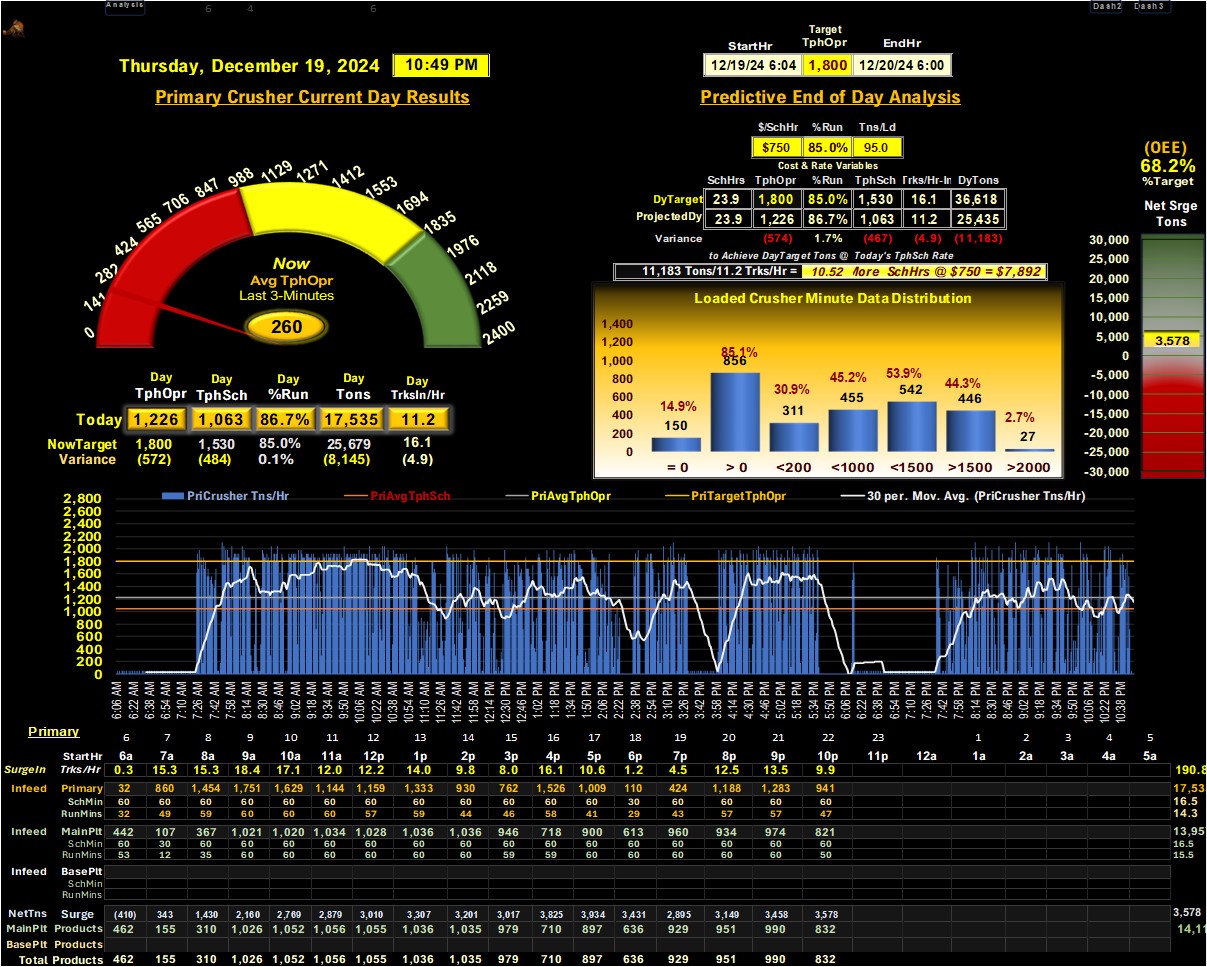 Analysis 6 4 6 Dash2 Dash3
Thursday, December 19, 2024 10:49 PM
StartHr Target TphOpr EndHr
12/19/24 6:04 1,800 12/20/24 6:00
Primary Crusher Current Day Results
Predictive End of Day Analysis
$/SchHr %Run Tns/Ld
$750 85.0% 95.0
Cost & Rate Variables
SchHrs TphOpr %Run TphSch Trks/Hr-In DyTons
DyTarget 23.9 1,800 85.0% 1,530 16.1 36,618
ProjectedDy 23.9 1,226 86.7% 1,063 11.2 25,435
Variance (574) 1.7% (467) (4.9) (11,183)
to Achieve DayTarget Tons @ Today's TphSch Rate
11,183 Tons/11.2 Trks/Hr = 10.52 More SchHrs @ $750 = $7,892
(OEE)
68.2%
%Target
Net Srge
Tons
30,000
25,000
20,000
15,000
10,000
5,000
3,578
0
-5,000
-10,000
-15,000
-20,000
-25,000
-30,000
0 141 282 424 565 706 847 988 1129 1271 1412 1553 1694 1835 1976 2118 2259 2400
Now
Avg TphOpr
Last 3-Minutes
260
Loaded Crusher Minute Data Distribution
1,400
1,200
1,000
800
600
400
200
0
14.9% 85.1% 30.9% 45.2% 53.9% 44.3% 2.7%
150 856 311 455 542 446 27
= 0 > 0 <200 <1000 <1500 >1500 >2000
Day Day Day Day Day
TphOpr TphSch %Run Tons TrksIn/Hr
Today 1,226 1,063 86.7% 17,535 11.2
NowTarget 1,800 1,530 85.0% 25,679 16.1
Variance (572) (484) 0.1% (8,145) (4.9)
PriCrusher Tns/Hr PriAvgTphSch PriAvgTphOpr PriTargetTphOpr 30 per. Mov. Avg. (PriCrusher Tns/Hr)
2,800
2,600
2,400
2,200
2,000
1,800
1,600
1,400
1,200
1,000
800
600
400
200
0
6:06 AM 6:22 AM 6:38 AM 6:54 AM 7:10 AM 7:26 AM 7:42 AM 7:58 AM 8:14 AM 8:30 AM 8:46 AM 9:02 AM 9:18 AM 9:34 AM 9:50 AM 10:06 AM 10:22 AM 10:38 AM 10:54 AM 11:10 AM 11:26 AM 11:42 AM 11:58 AM 12:14 PM 12:30 PM 12:46 PM 1:02 PM 1:18 PM 1:34 PM 1:50 PM 2:06 PM 2:22 PM 2:38 PM 2:54 PM 3:10 PM 3:26 PM 3:42 PM 3:58 PM 4:14 PM 4:30 PM 4:46 PM 5:02 PM 5:18 PM 5:34 PM 5:50 PM 6:06 PM 6:22 PM 6:38 PM 6:54 PM 7:10 PM 7:26 PM 7:42 PM 7:58 PM 8:14 PM 8:30 PM 8:46 PM 9:02 PM 9:18 PM 9:34 PM 9:50 PM 10:06 PM 10:22 PM 10:38 PM
Primary 6 7 8 9 10 11 12 13 14 15 16 17 18 19 20 21 22 23 1 2 3 4 5
StartHr 6a 7a 8a 9a 10a 11a 12p 1p 2p 3p 4p 5p 6p 7p 8p 9p 10p 11p 12a 1a 2a 3a 4a 5a
SurgeIn Trks/Hr 0.3 15.3 15.3 18.4 17.1 12.0 12.2 14.0 9.8 8.0 16.1 10.6 1.2 4.5 12.5 13.5 9.9 190.8
Infeed Primary 32 860 1,454 1,751 1,629 1,144 1,159 1,333 930 762 1,526 1,009 110 424 1,188 1,283 941 17,53
SchMin 60 60 60 60 60 60 60 60 60 60 60 60 30 60 60 60 60 16.5
RunMins 32 49 59 60 60 60 57 59 44 46 58 41 29 43 57 57 47 14.3
Infeed MainPlt 442 107 367 1,021 1,020 1,034 1,028 1,036 1,036 946 718 900 613 960 934 974 821 13,957
SchMin 60 30 60 60 60 60 60 60 60 60 60 60 60 60 60 60 60 16.5
RunMins 53 12 35 60 60 60 60 60 60 59 59 60 60 60 60 60 50 15.5
Infeed BasePlt
SchMin
RunMins
NetTns Surge (410) 343 1,430 2,160 2,769 2,879 3,010 3,307 3,201 3,017 3,825 3,934 3,431 2,895 3,149 3,458 3,578 3,578
MainPlt Products 462 155 310 1,026 1,052 1,056 1,055 1,036 1,035 979 710 897 636 929 951 990 832 14,11
BasePlt Products
Total Products 462 155 310 1,026 1,052 1,056 1,055 1,036 1,035 979 710 897 636 929 951 990 832